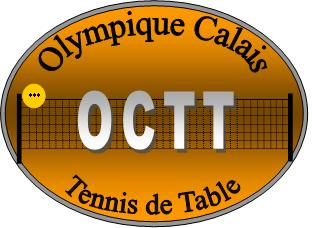 Olympique Calais
OCTT
Tennis de Table